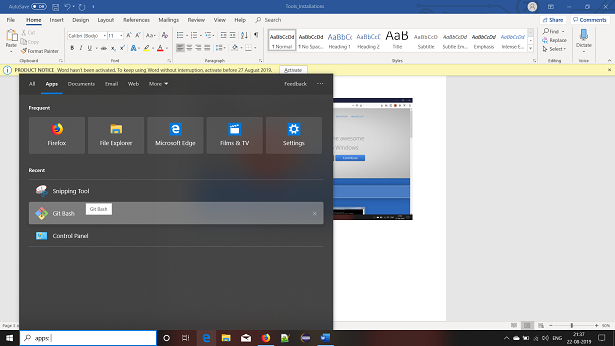 AutoSave Off Tools_Installations
File Home Insert Design Layout References Mailings Review View Help Search Share Comments
Paste Cut Copy Format Painter
Calibri (Body) 11
AaBbCcDd AaBbCcDd AaBbCc AaBbCcC AaB AaBbCcD AaBbCcDd AaBbCcDd AaBbCcDd
¶ Normal ¶ No Spac... Heading 1 Heading 2 Title Subtitle Subtle Em... Emphasis Intense E...
Find Replace Select Dictate
Clipboard Font Paragraph Styles Editing Voice
PRODUCT NOTICE Word hasn't been activated. To keep using Word without interruption, activate before 27 August 2019. Activate
All Apps Documents Email Web More Feedback ...
Frequent
Firefox File Explorer Microsoft Edge Films & TV Settings
Recent
Snipping Tool
Git Bash Git Bash
Control Panel
90%
apps:
ENG 21:37
22-08-2019